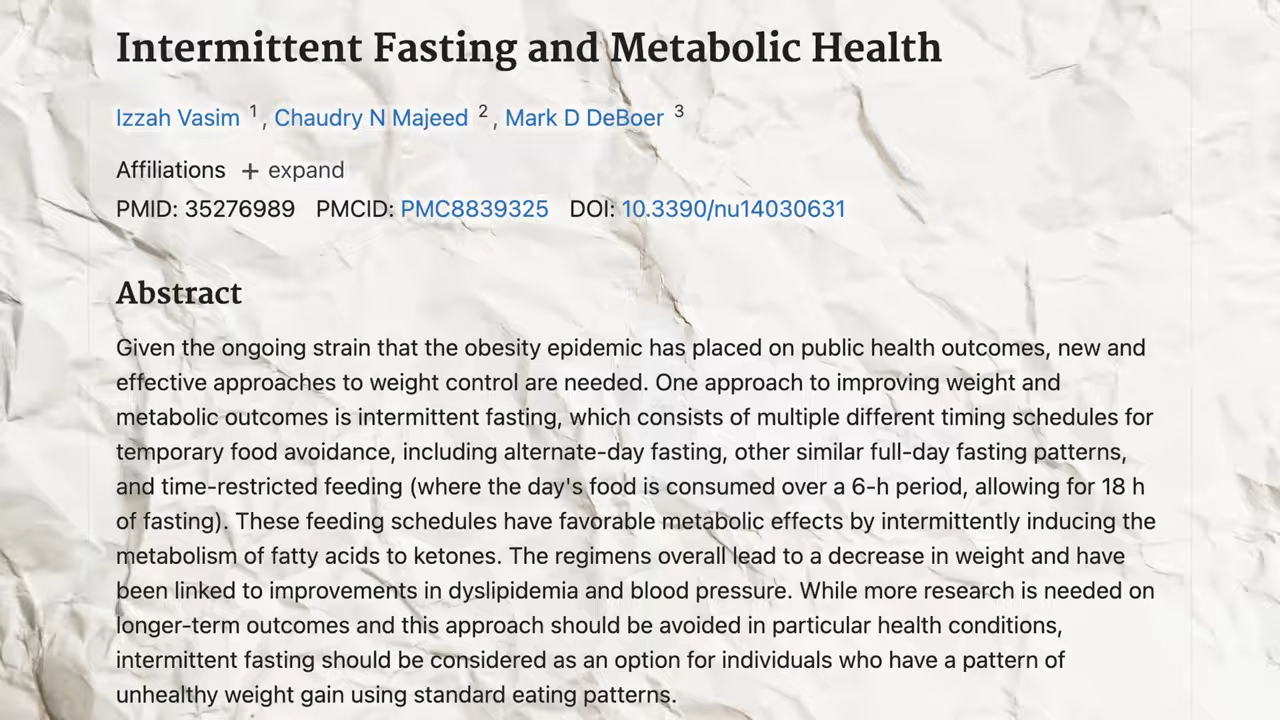 Intermittent Fasting and Metabolic Health
Izzah Vasim 1, Chaudry N Majeed 2, Mark D DeBoer 3
Affiliations + expand
PMID: 35276989 PMCID: PMC8839325 DOI: 10.3390/nu14030631
Abstract
Given the ongoing strain that the obesity epidemic has placed on public health outcomes, new and
effective approaches to weight control are needed. One approach to improving weight and
metabolic outcomes is intermittent fasting, which consists of multiple different timing schedules for
temporary food avoidance, including alternate-day fasting, other similar full-day fasting patterns,
and time-restricted feeding (where the day's food is consumed over a 6-h period, allowing for 18 h
of fasting). These feeding schedules have favorable metabolic effects by intermittently inducing the
metabolism of fatty acids to ketones. The regimens overall lead to a decrease in weight and have
been linked to improvements in dyslipidemia and blood pressure. While more research is needed on
longer-term outcomes and this approach should be avoided in particular health conditions,
intermittent fasting should be considered as an option for individuals who have a pattern of
unhealthy weight gain using standard eating patterns.